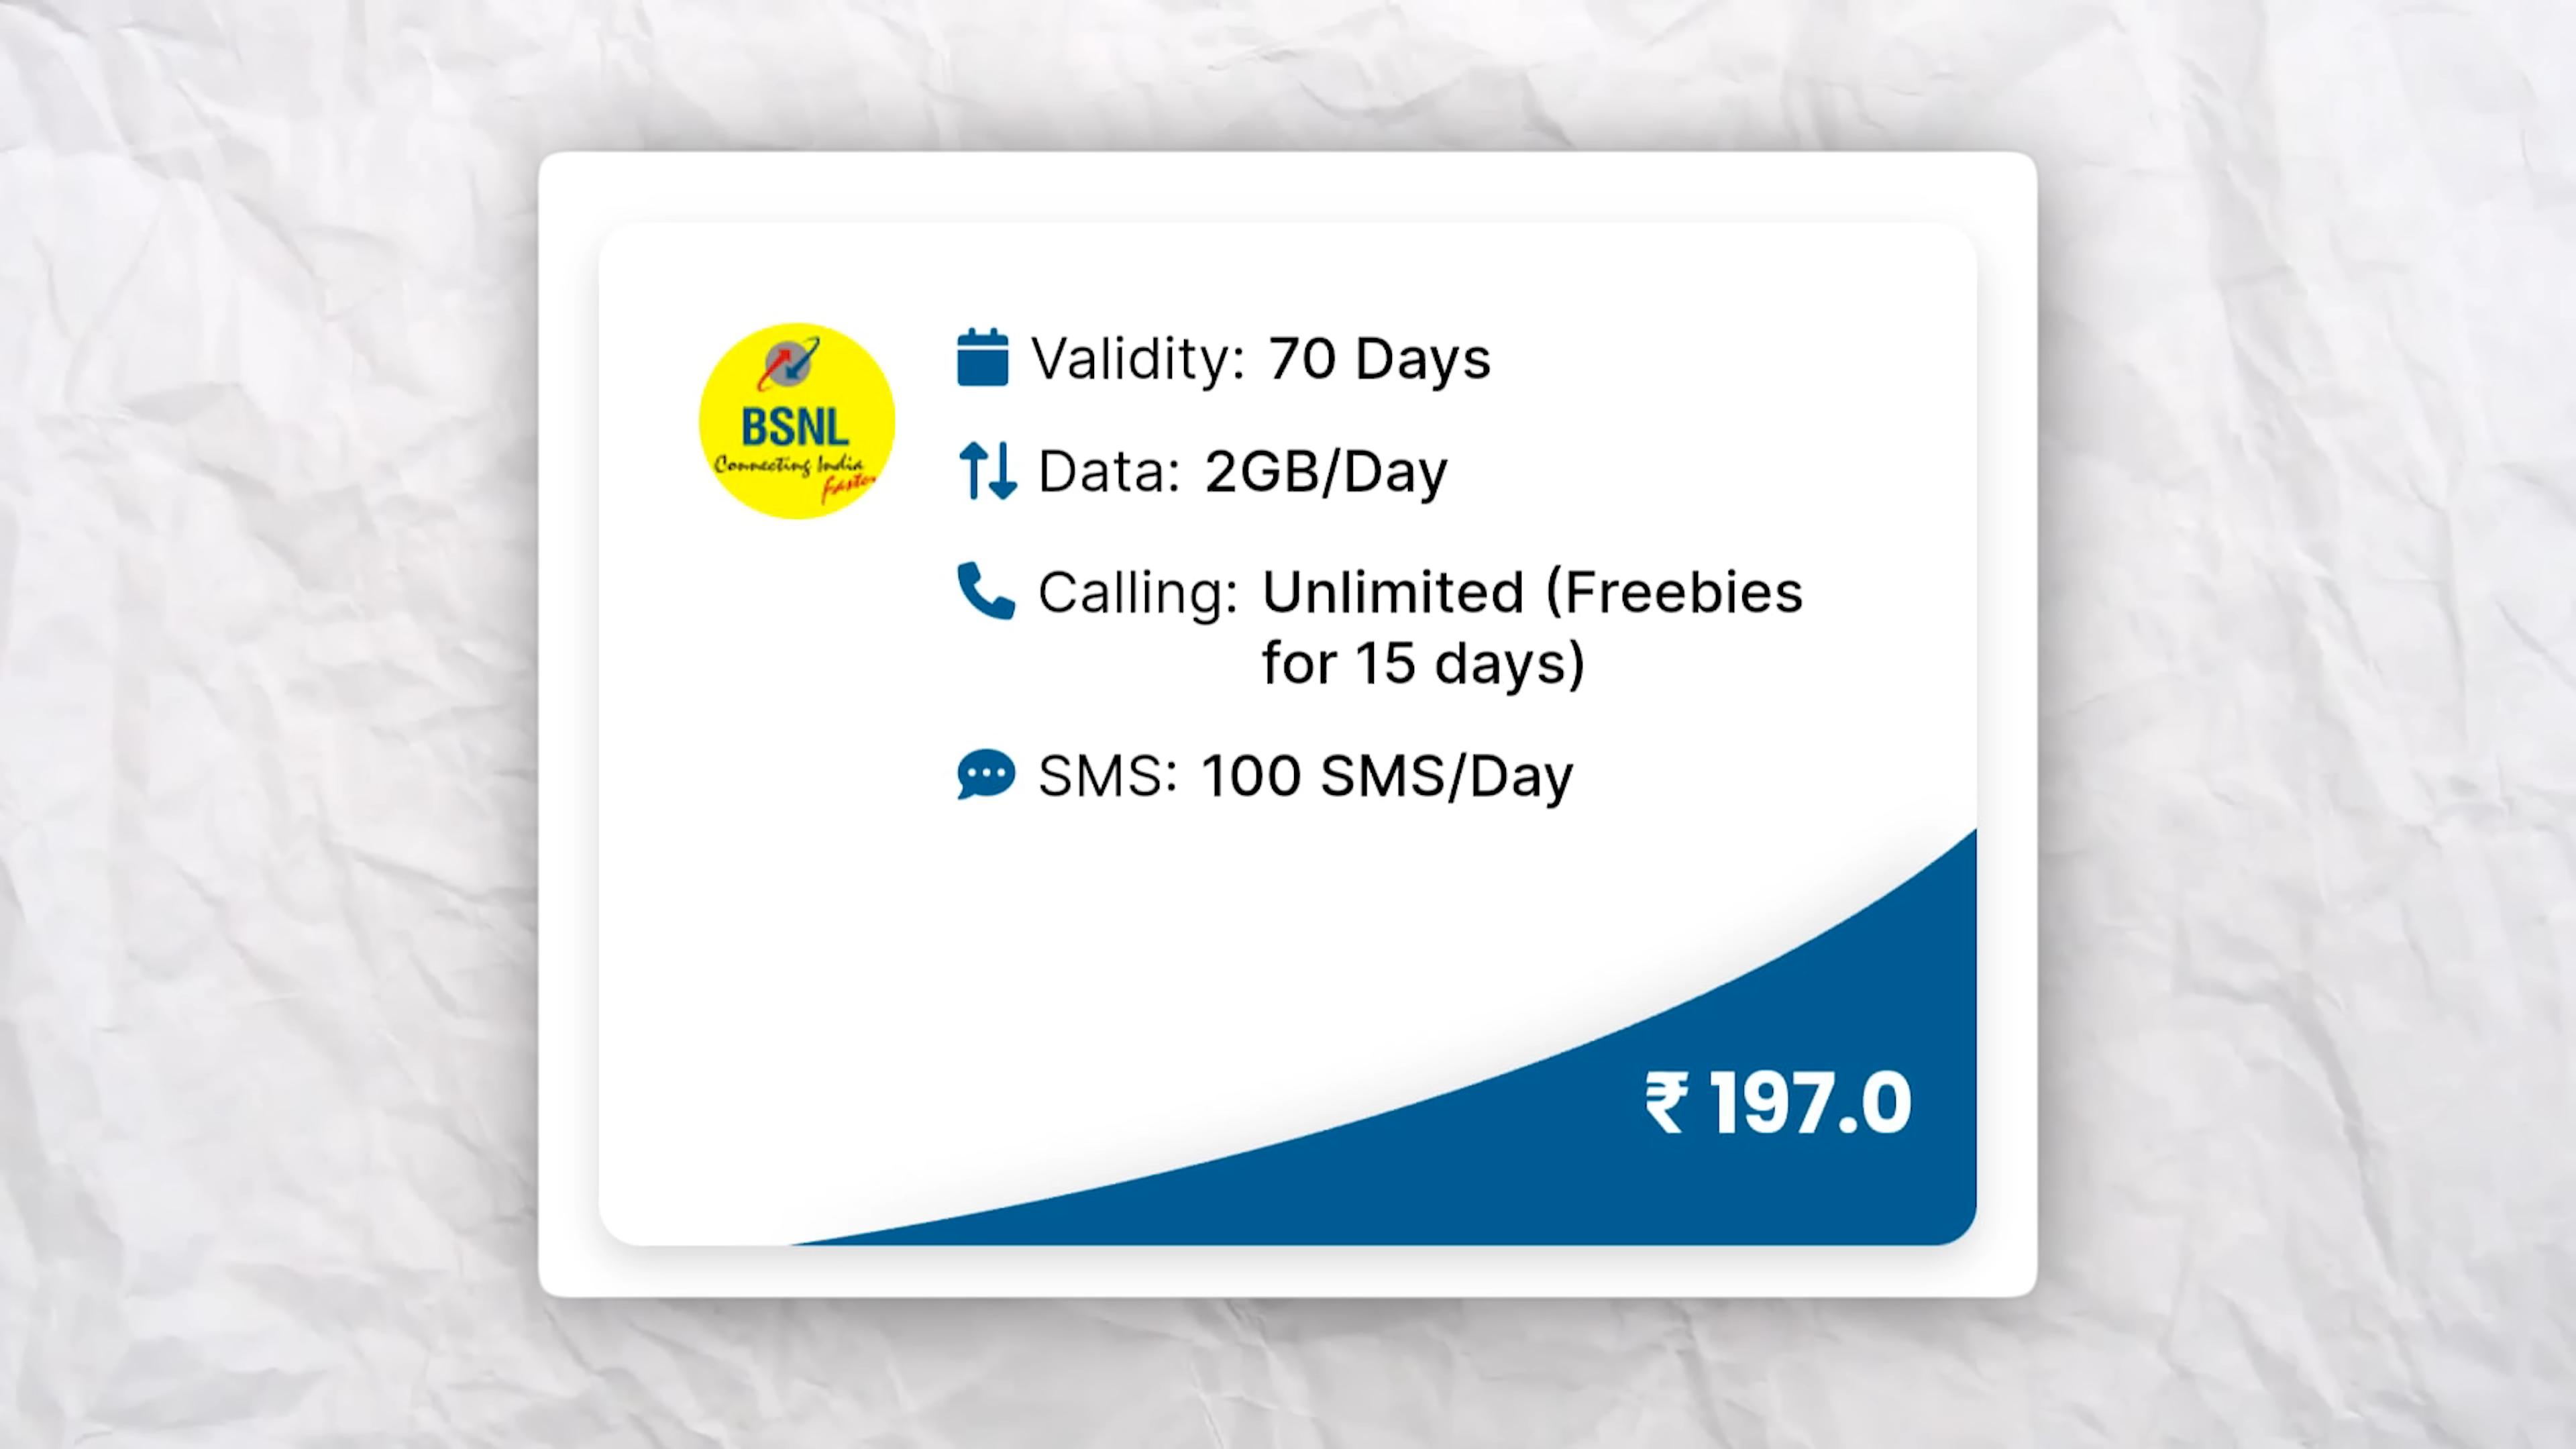 BSNL
Connecting India
Faster
Validity: 70 Days
Data: 2GB/Day
Calling: Unlimited (Freebies
for 15 days)
SMS: 100 SMS/Day
₹ 197.0